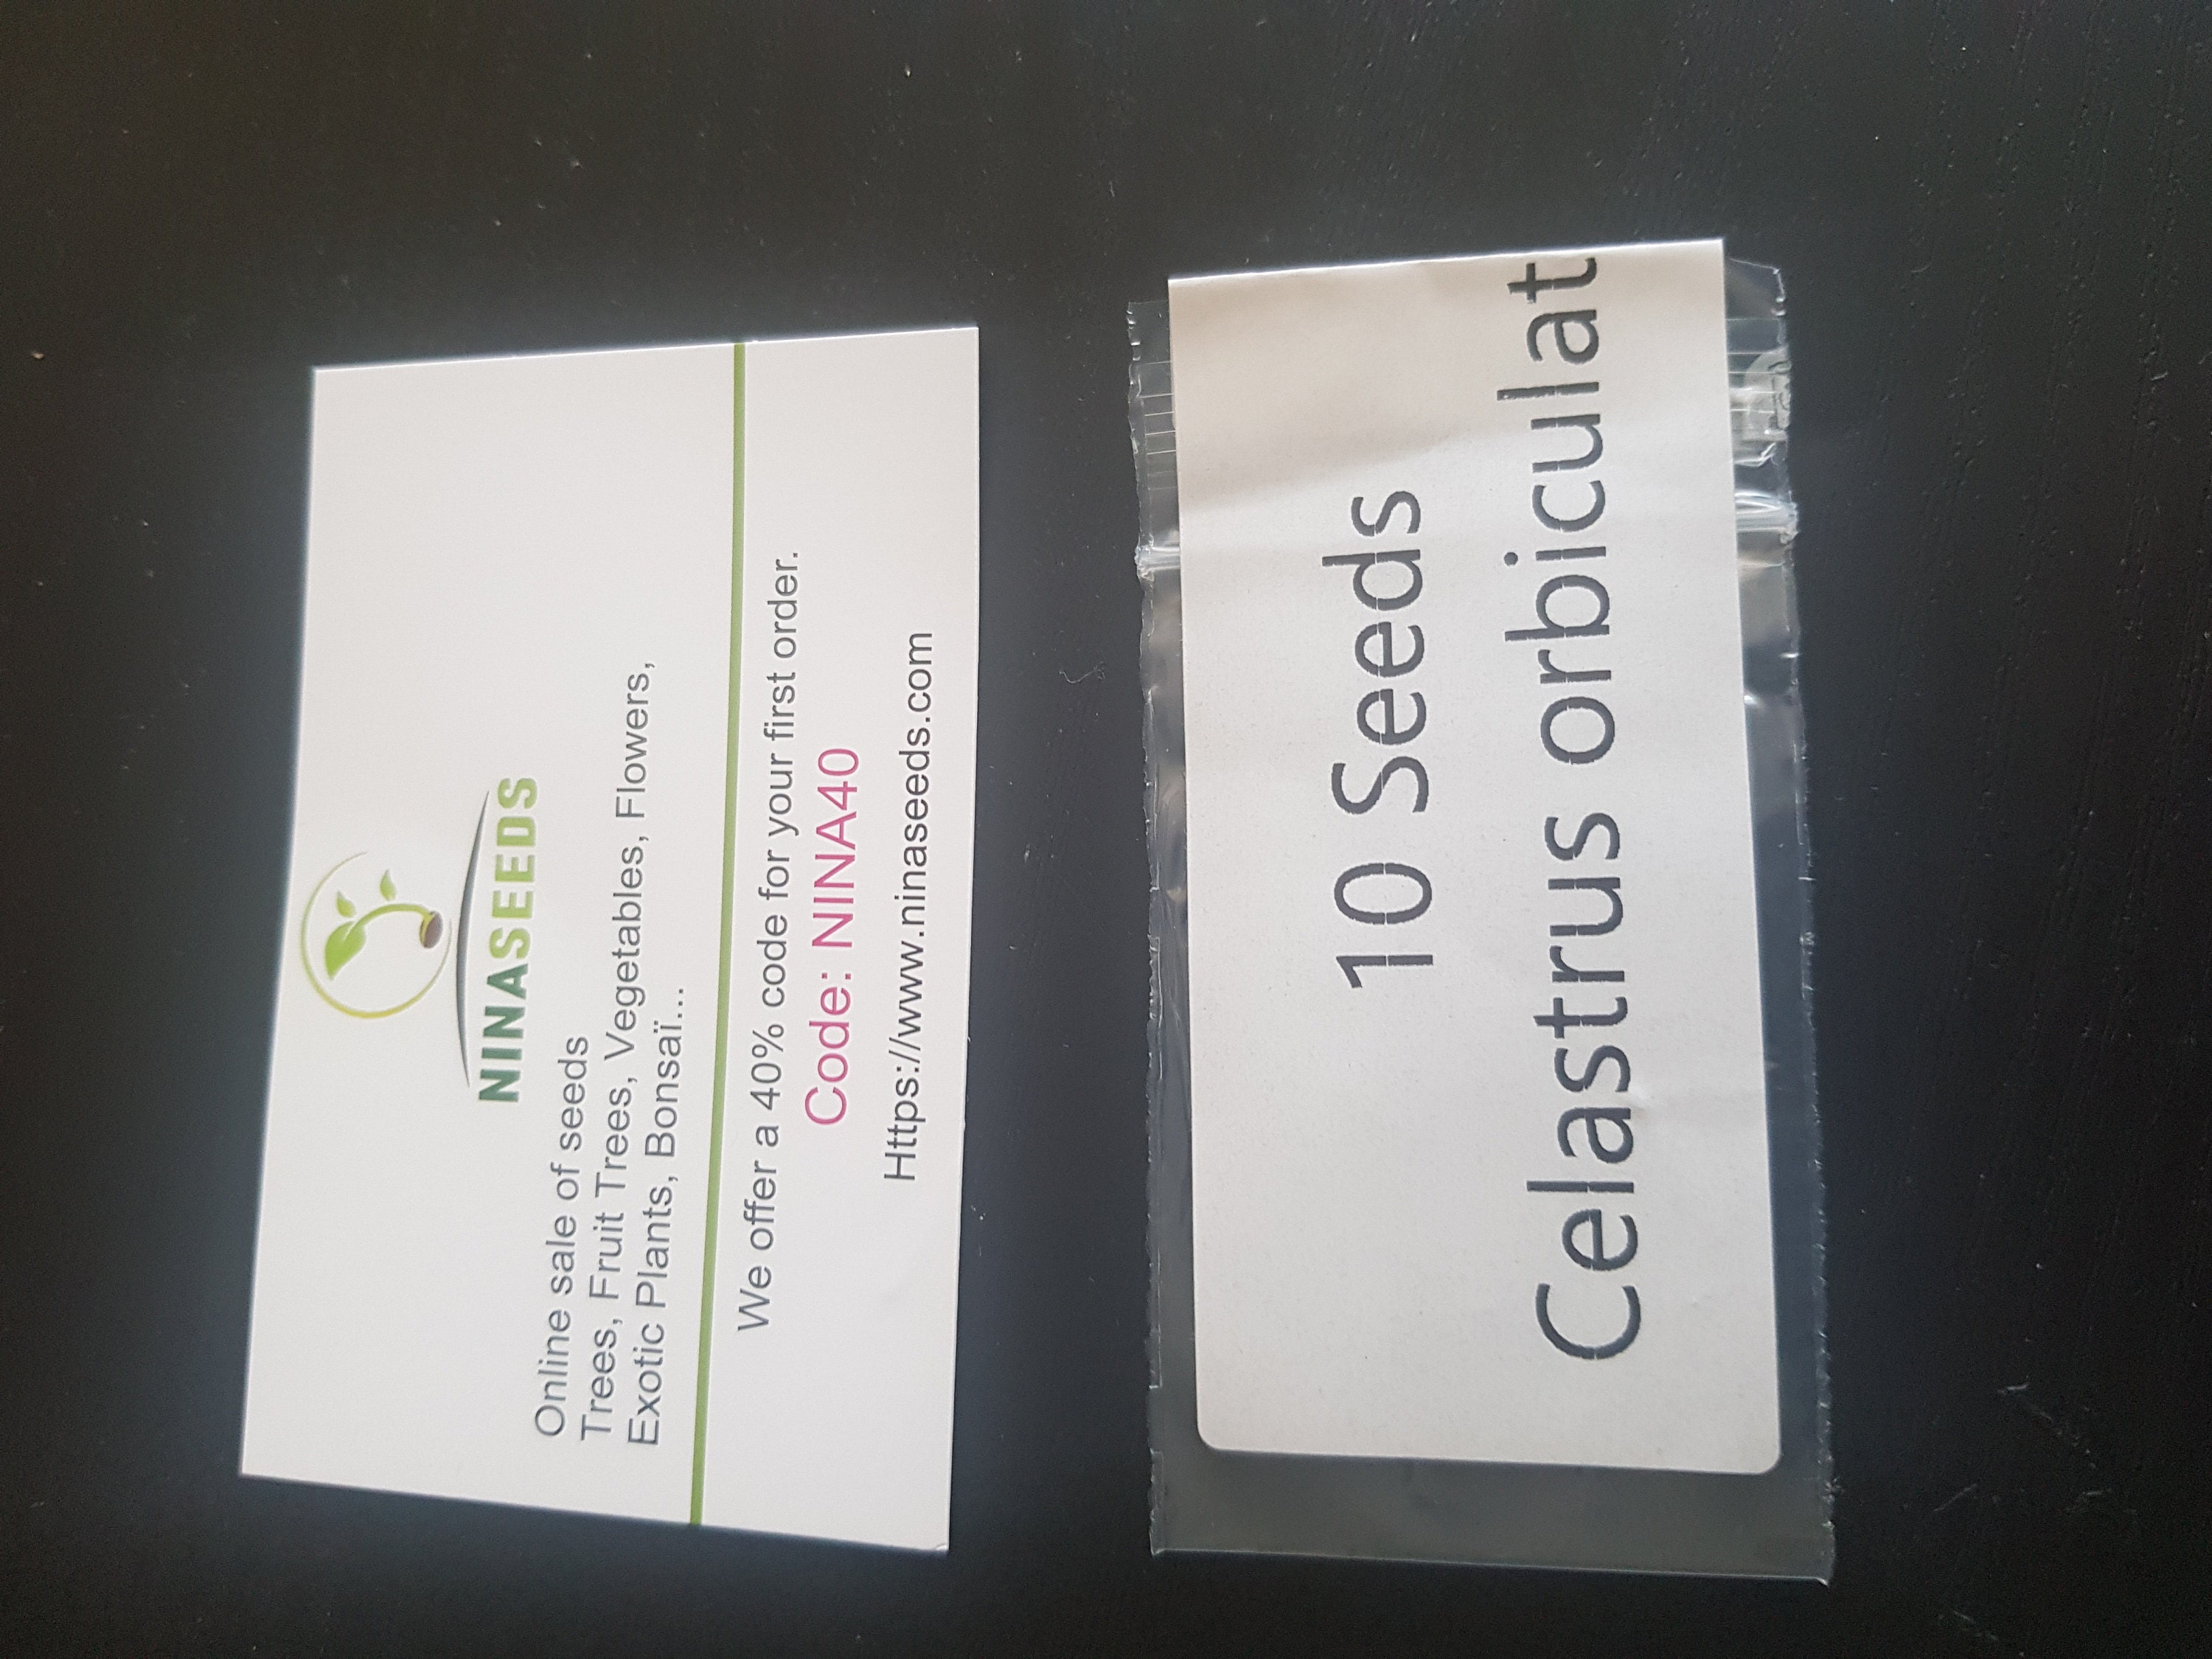 NINASEEDS
Online sale of seeds
Trees, Fruit Trees, Vegetables, Flowers,
Exotic Plants, Bonsaï...
We offer a 40% code for your first order.
Code: NINA40
Https://www.ninaseeds.com
10 Seeds
Celastrus orbiculat